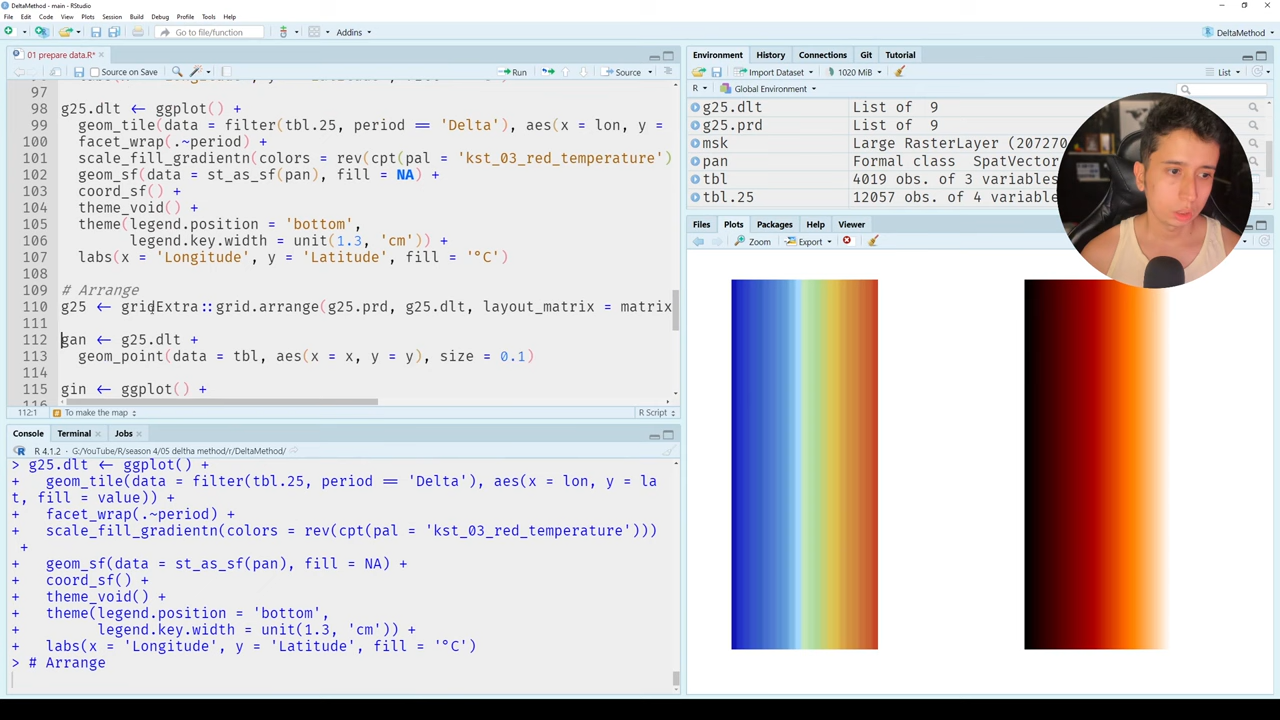 DeltaMethod - main - RStudio
File Edit Code View Plots Session Build Debug Profile Tools Help
Go to file/function
Addins
DeltaMethod
01 prepare data.R*
Source on Save
Run
Source
97
98 g25.dlt ← ggplot() +
99 geom_tile(data = filter(tbl.25, period == 'Delta'), aes(x = lon, y =
100 facet_wrap(.~period) +
101 scale_fill_gradientn(colors = rev(cpt(pal = 'kst_03_red_temperature')
102 geom_sf(data = st_as_sf(pan), fill = NA) +
103 coord_sf() +
104 theme_void() +
105 theme(legend.position = 'bottom',
106 legend.key.width = unit(1.3, 'cm')) +
107 labs(x = 'Longitude', y = 'Latitude', fill = '°C')
108
109 # Arrange
110 g25 ← gridExtra::grid.arrange(g25.prd, g25.dlt, layout_matrix = matrix
111
112 gan ← g25.dlt +
113 geom_point(data = tbl, aes(x = x, y = y), size = 0.1)
114
115 gin ← ggplot() +
112:1
To make the map
R Script
Console Terminal Jobs
R 4.1.2 · G:/YouTube/R/season 4/05 deltha method/r/DeltaMethod/
> g25.dlt ← ggplot() +
+ geom_tile(data = filter(tbl.25, period == 'Delta'), aes(x = lon, y = la
t, fill = value)) +
+ facet_wrap(.~period) +
+ scale_fill_gradientn(colors = rev(cpt(pal = 'kst_03_red_temperature')))
+
+ geom_sf(data = st_as_sf(pan), fill = NA) +
+ coord_sf() +
+ theme_void() +
+ theme(legend.position = 'bottom',
+ legend.key.width = unit(1.3, 'cm')) +
+ labs(x = 'Longitude', y = 'Latitude', fill = '°C')
> # Arrange
Environment History Connections Git Tutorial
Import Dataset
1020 MiB
List
R
Global Environment
g25.dlt List of 9
g25.prd List of 9
msk Large RasterLayer (207270
pan Formal class SpatVector
tbl 4019 obs. of 3 variables
tbl.25 12057 obs. of 4 variabl
Files Plots Packages Help Viewer
Zoom
Export